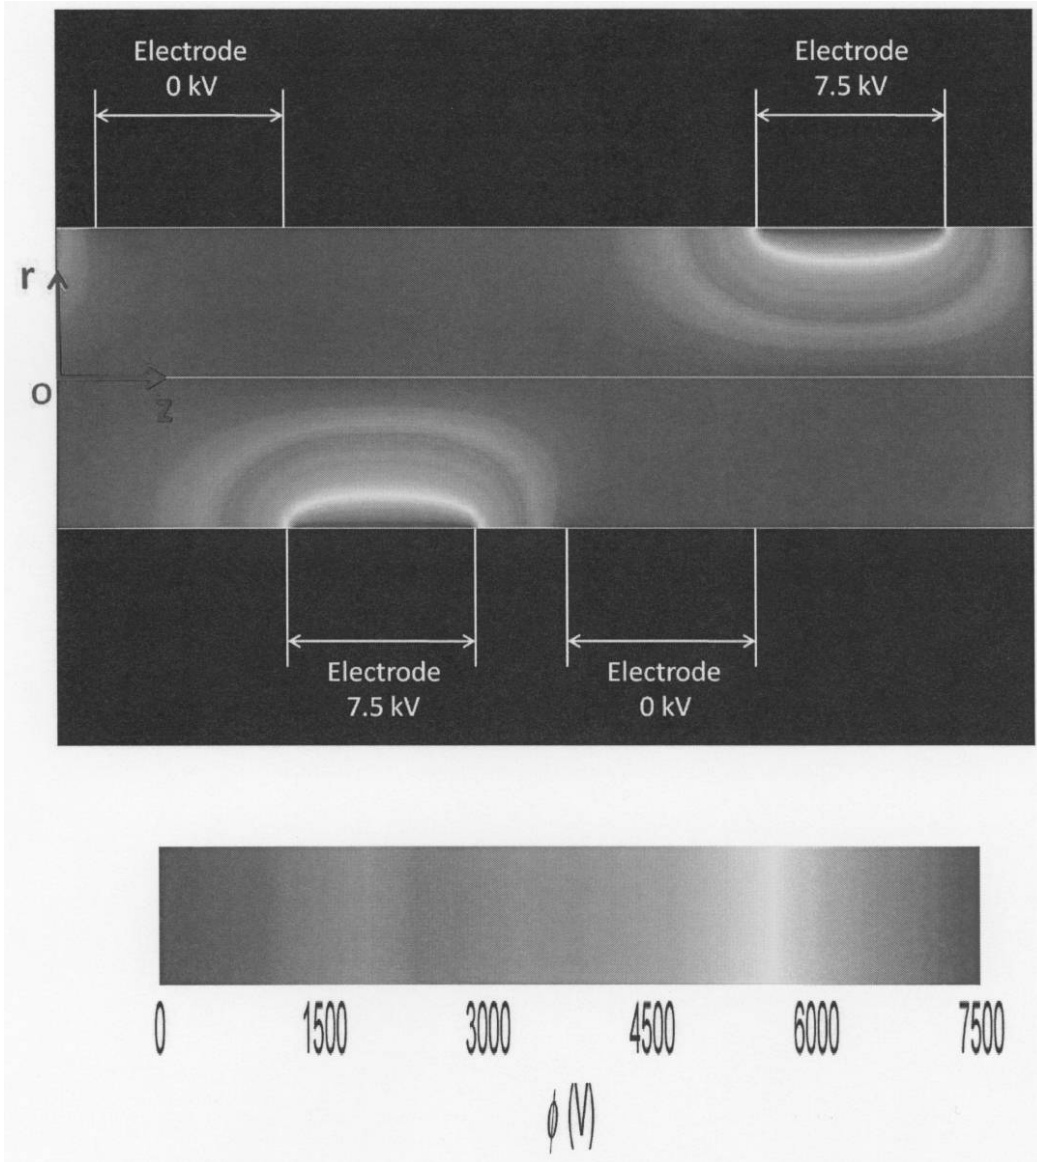 Electrode
0 kV
Electrode
7.5 kV
r
O
z
Electrode
7.5 kV
Electrode
0 kV
0
1500
3000
4500
6000
7500
ϕ (V)